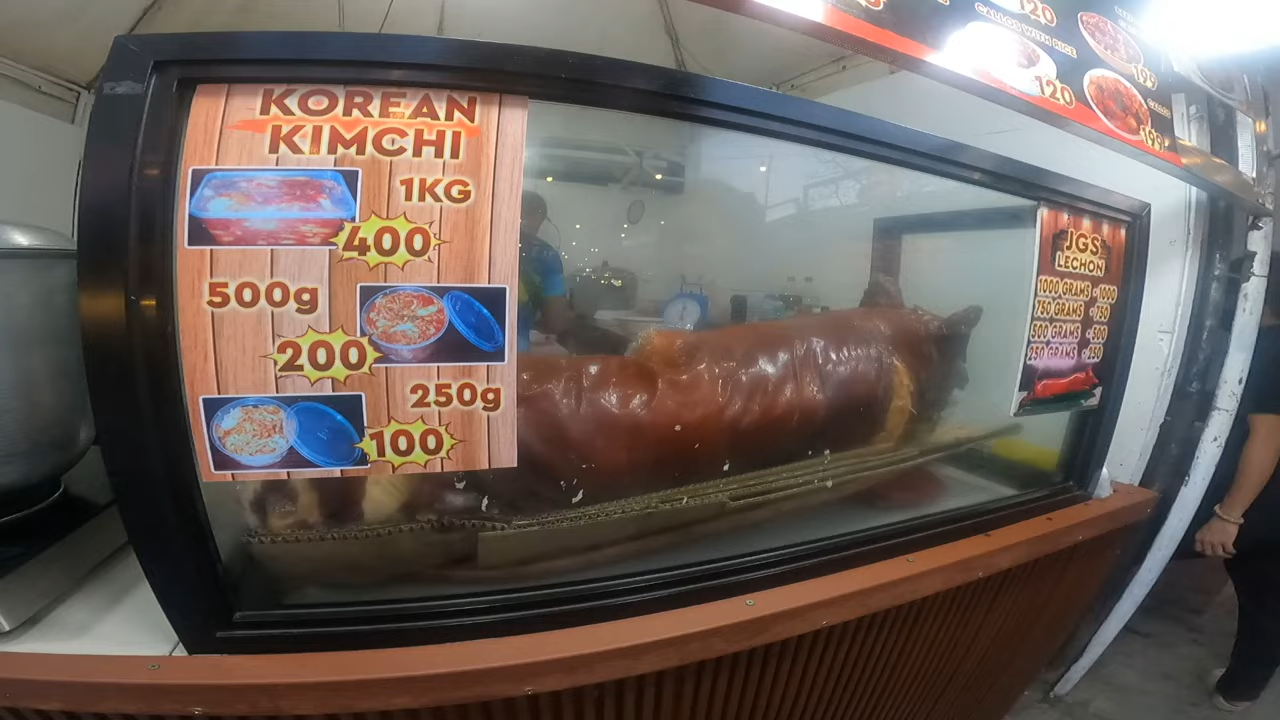 KOREAN
KIMCHI
1KG
400
500g
200
250g
100
120
CALLOS WITH RICE
120
199
CALLOS
199
JGS
LECHON
1000 GRAMS • 1000
750 GRAMS • 750
500 GRAMS • 500
250 GRAMS • 250